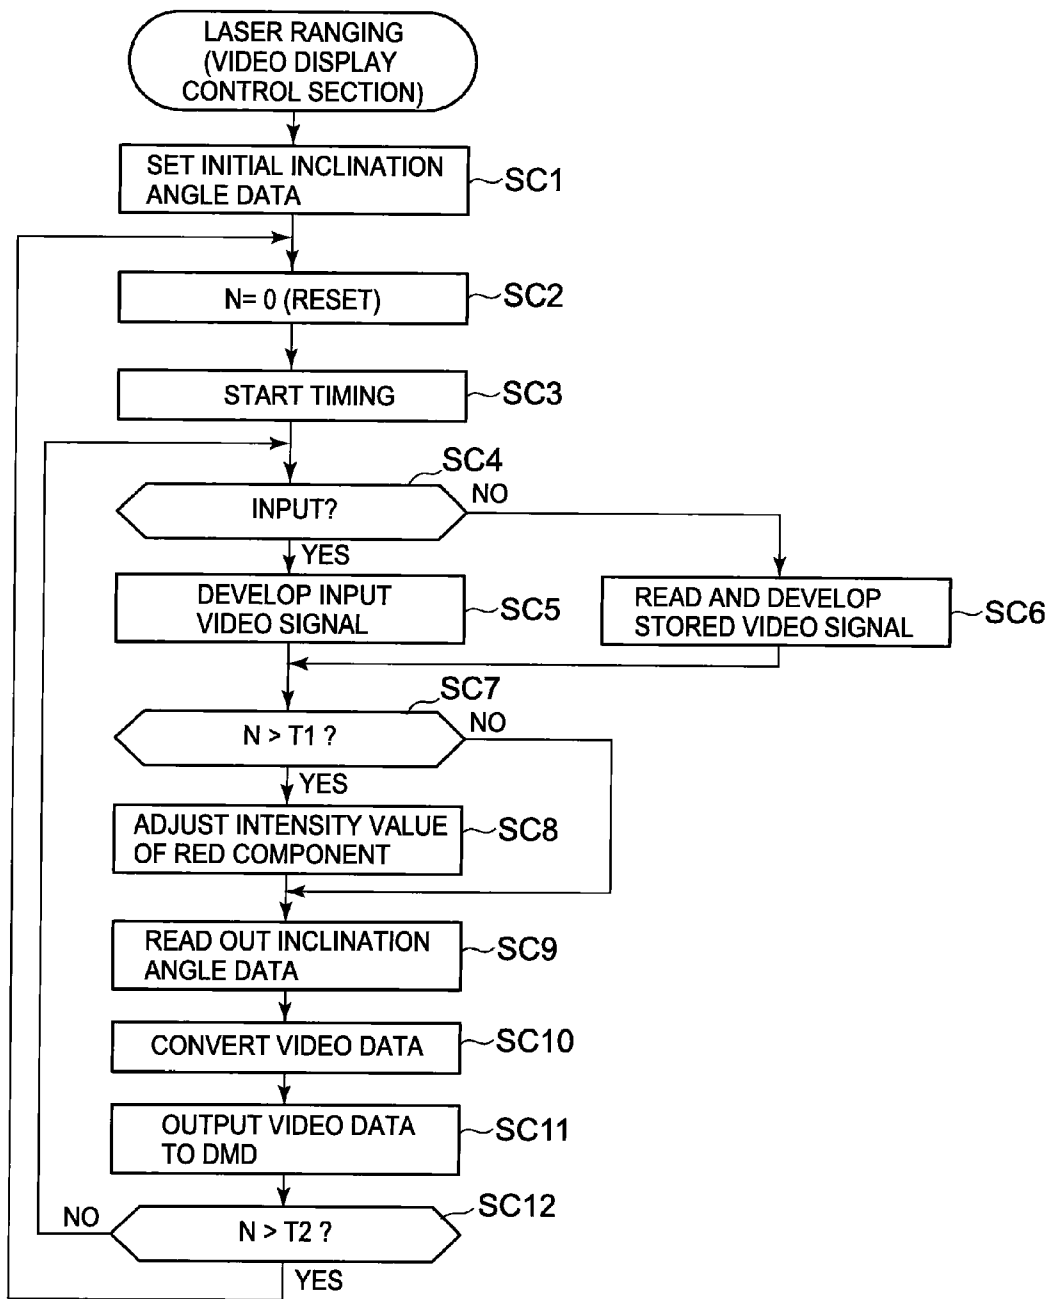 LASER RANGING
(VIDEO DISPLAY
CONTROL SECTION)
SET INITIAL INCLINATION
ANGLE DATA
SC1
N= 0 (RESET)
SC2
START TIMING
SC3
SC4
INPUT?
NO
YES
DEVELOP INPUT
VIDEO SIGNAL
SC5
READ AND DEVELOP
STORED VIDEO SIGNAL
SC6
SC7
N > T1 ?
NO
YES
ADJUST INTENSITY VALUE
OF RED COMPONENT
SC8
READ OUT INCLINATION
ANGLE DATA
SC9
CONVERT VIDEO DATA
SC10
OUTPUT VIDEO DATA
TO DMD
SC11
SC12
NO
N > T2 ?
YES